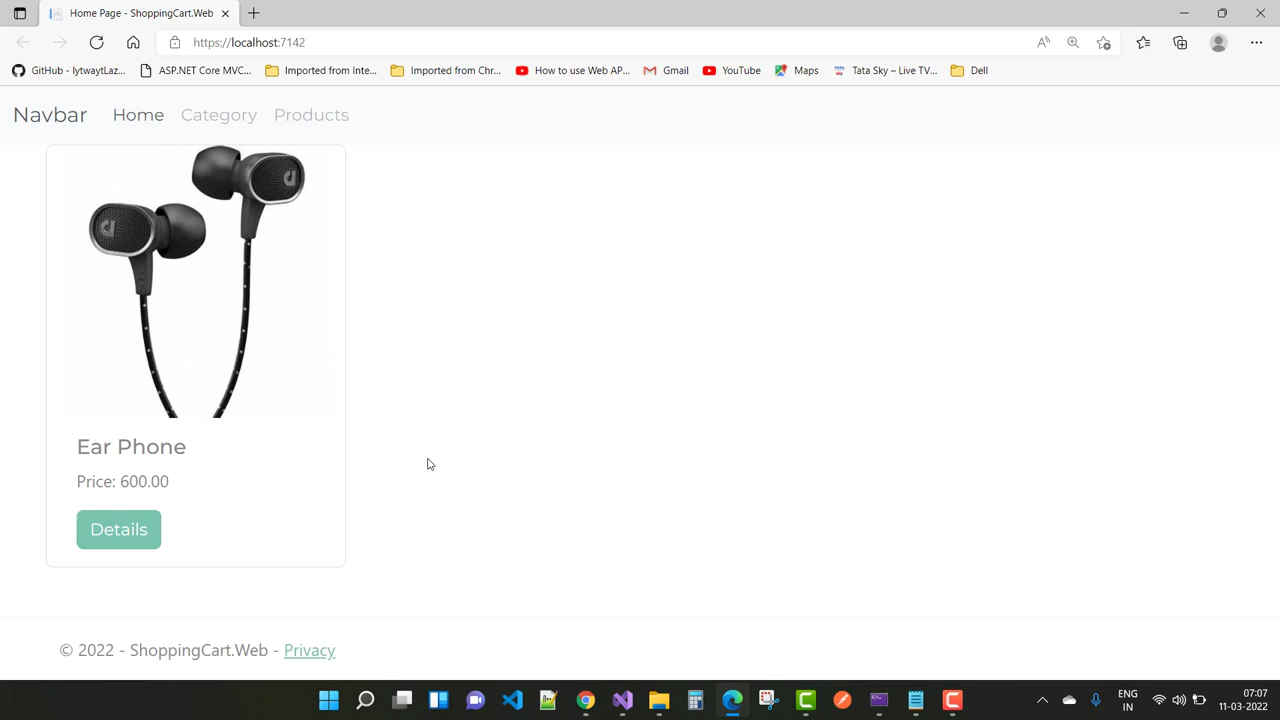 Home Page - ShoppingCart.Web
https://localhost:7142
GitHub - lytwaytLaz...
ASP.NET Core MVC...
Imported from Inte...
Imported from Chr...
How to use Web AP...
Gmail
YouTube
Maps
Tata Sky – Live TV...
Dell
Navbar
Home
Category
Products
Ear Phone
Price: 600.00
Details
© 2022 - ShoppingCart.Web - Privacy
ENG
IN
07:07
11-03-2022